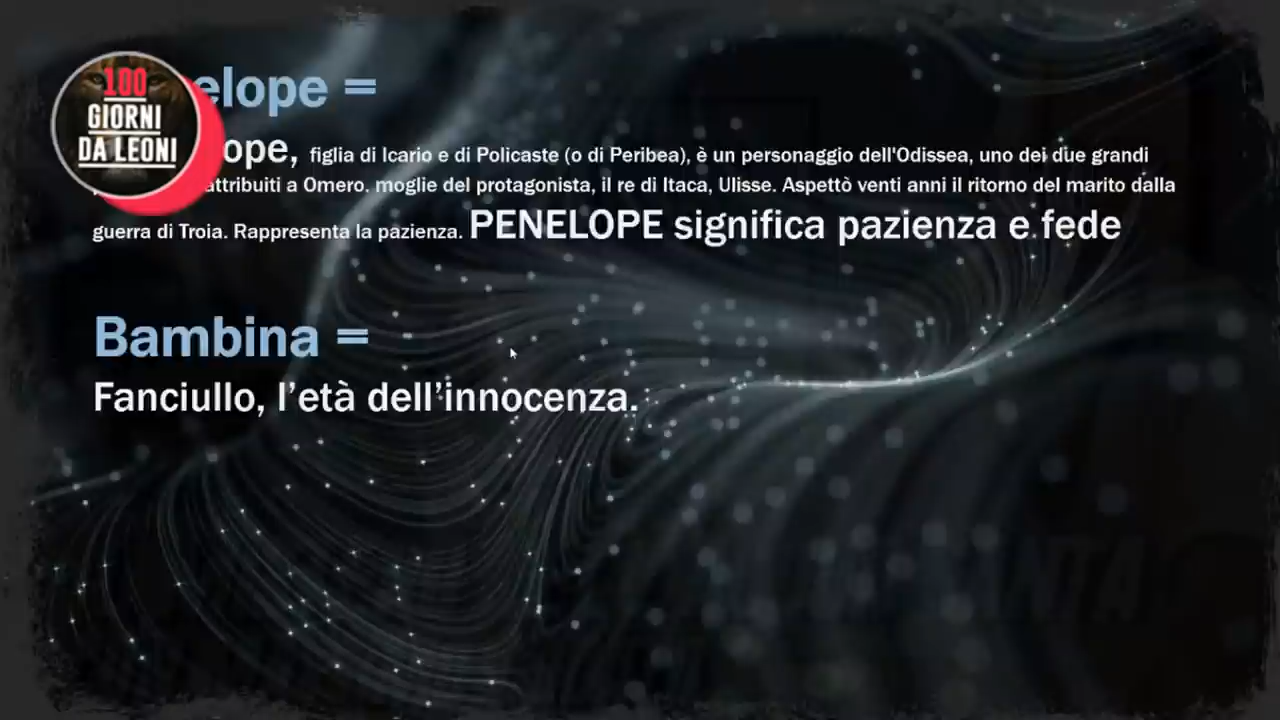 100
GIORNI
DA LEONI
elope =
ope, figlia di Icario e di Policaste (o di Peribea), è un personaggio dell'Odissea, uno dei due grandi
attribuiti a Omero. moglie del protagonista, il re di Itaca, Ulisse. Aspettò venti anni il ritorno del marito dalla
guerra di Troia. Rappresenta la pazienza. PENELOPE significa pazienza e fede
Bambina =
Fanciullo, l’età dell’innocenza.